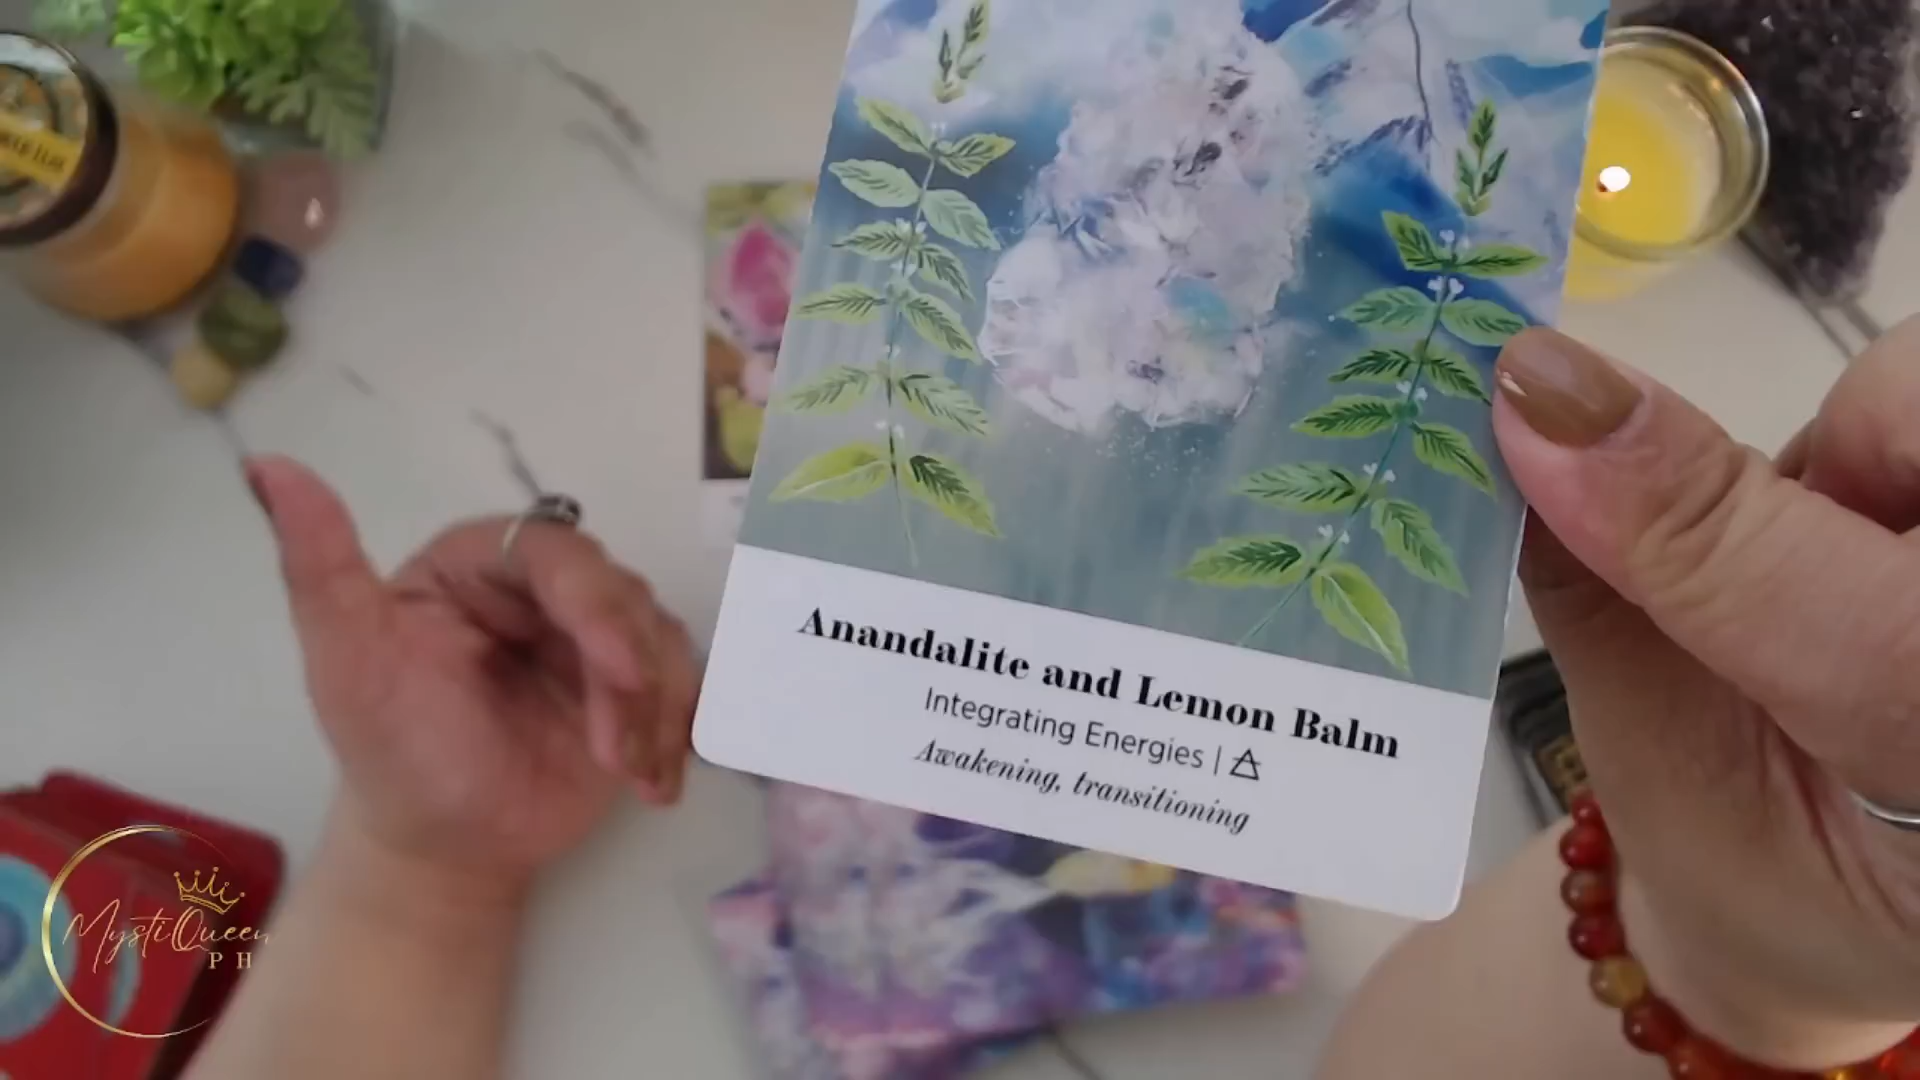 Anandalite and Lemon Balm
Integrating Energies |
Awakening, transitioning
MystiQueen
PH